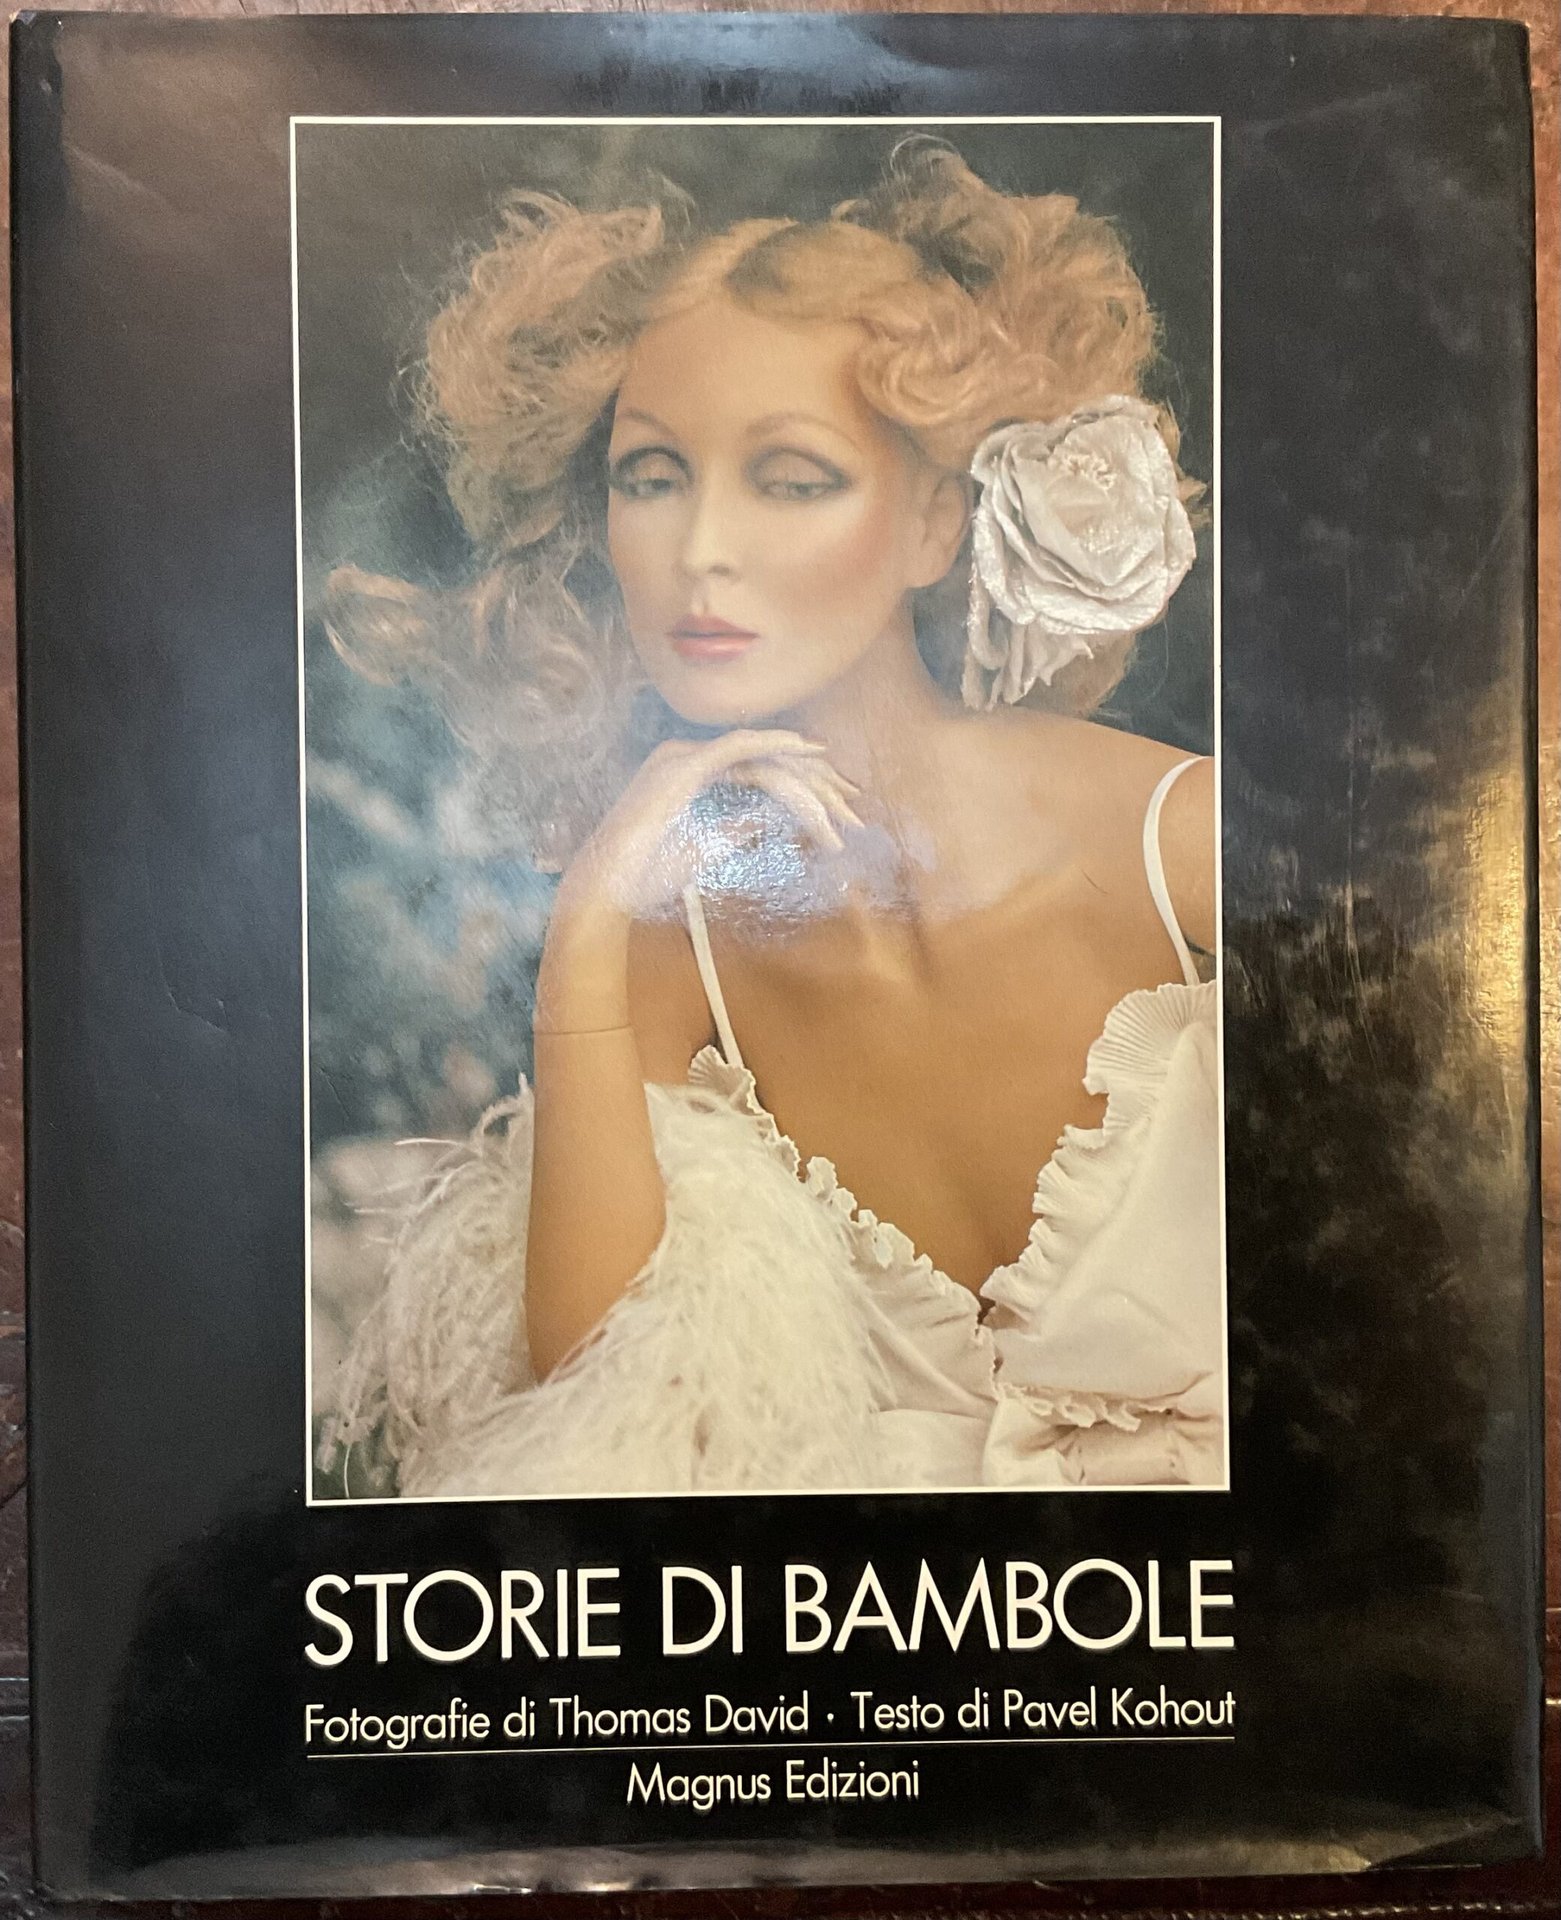 STORIE DI BAMBOLE
Fotografie di Thomas David · Testo di Pavel Kohout
Magnus Edizioni